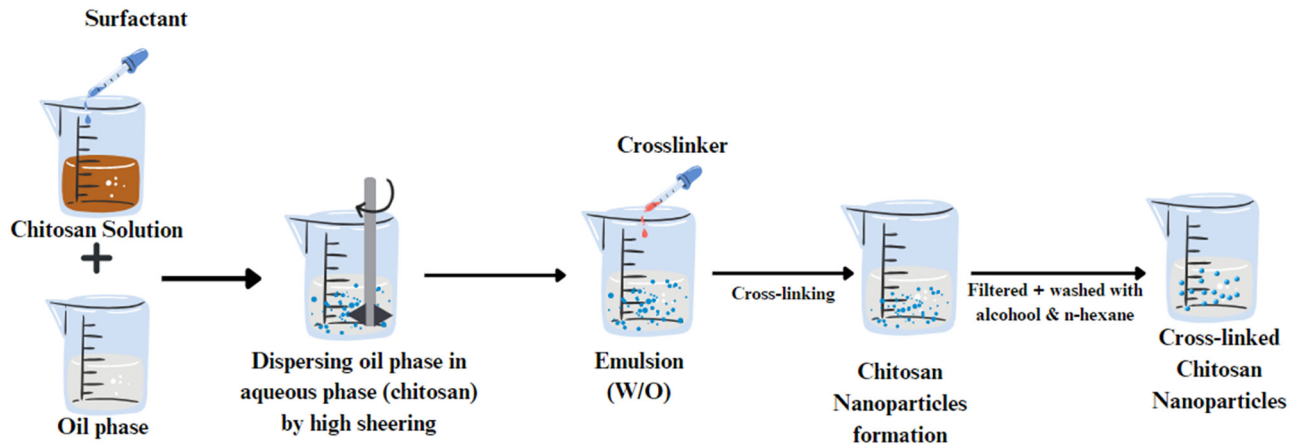 Surfactant
Chitosan Solution
+
Oil phase
Dispersing oil phase in
aqueous phase (chitosan)
by high sheering
Crosslinker
Emulsion
(W/O)
Cross-linking
Chitosan
Nanoparticles
formation
Filtered + washed with
alcohool & n-hexane
Cross-linked
Chitosan
Nanoparticles